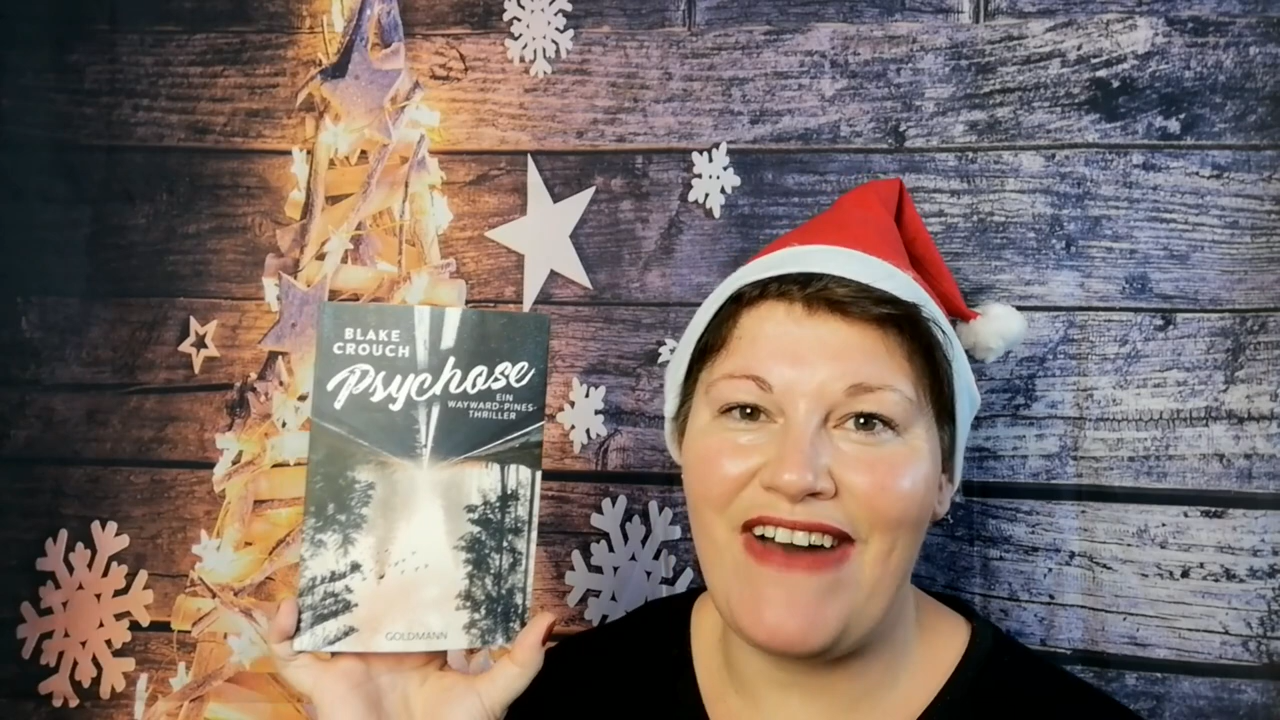 BLAKE
CROUCH
Psychose
EIN
WAYWARD-PINES-
THRILLER
GOLDMANN